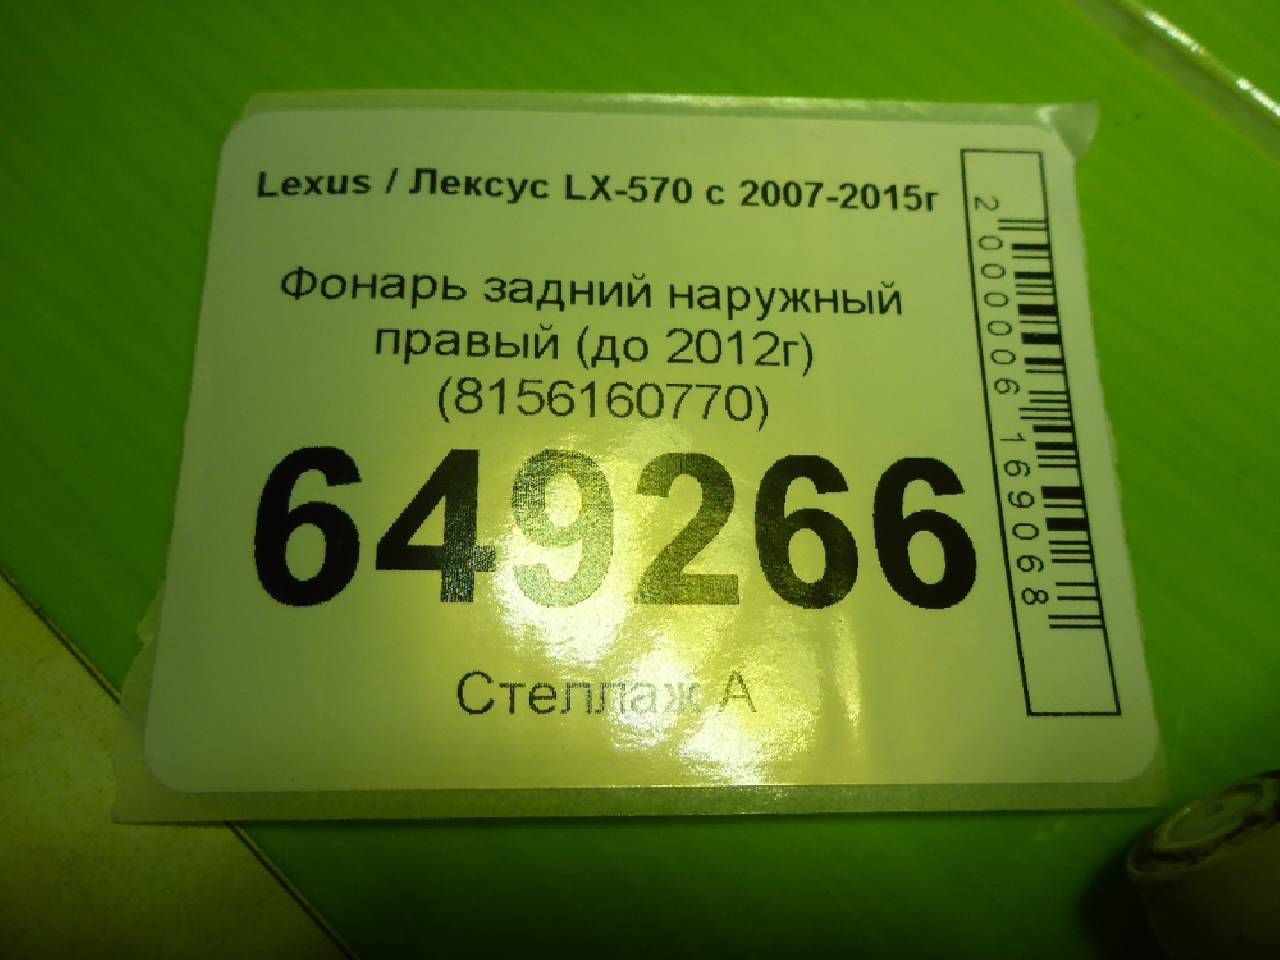 Lexus / Лексус LX-570 с 2007-2015г
Фонарь задний наружный
правый (до 2012г)
(8156160770)
649266
Стеллаж А
2000006169068